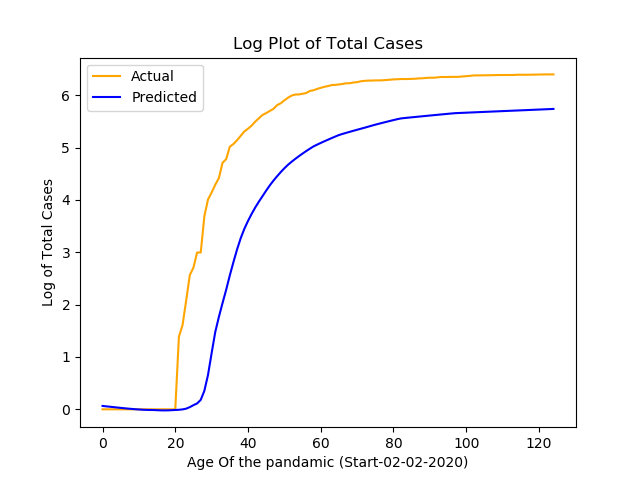 Log Plot of Total Cases
Actual
Predicted
6
5
4
3
2
1
0
Log of Total Cases
0 20 40 60 80 100 120
Age Of the pandamic (Start-02-02-2020)